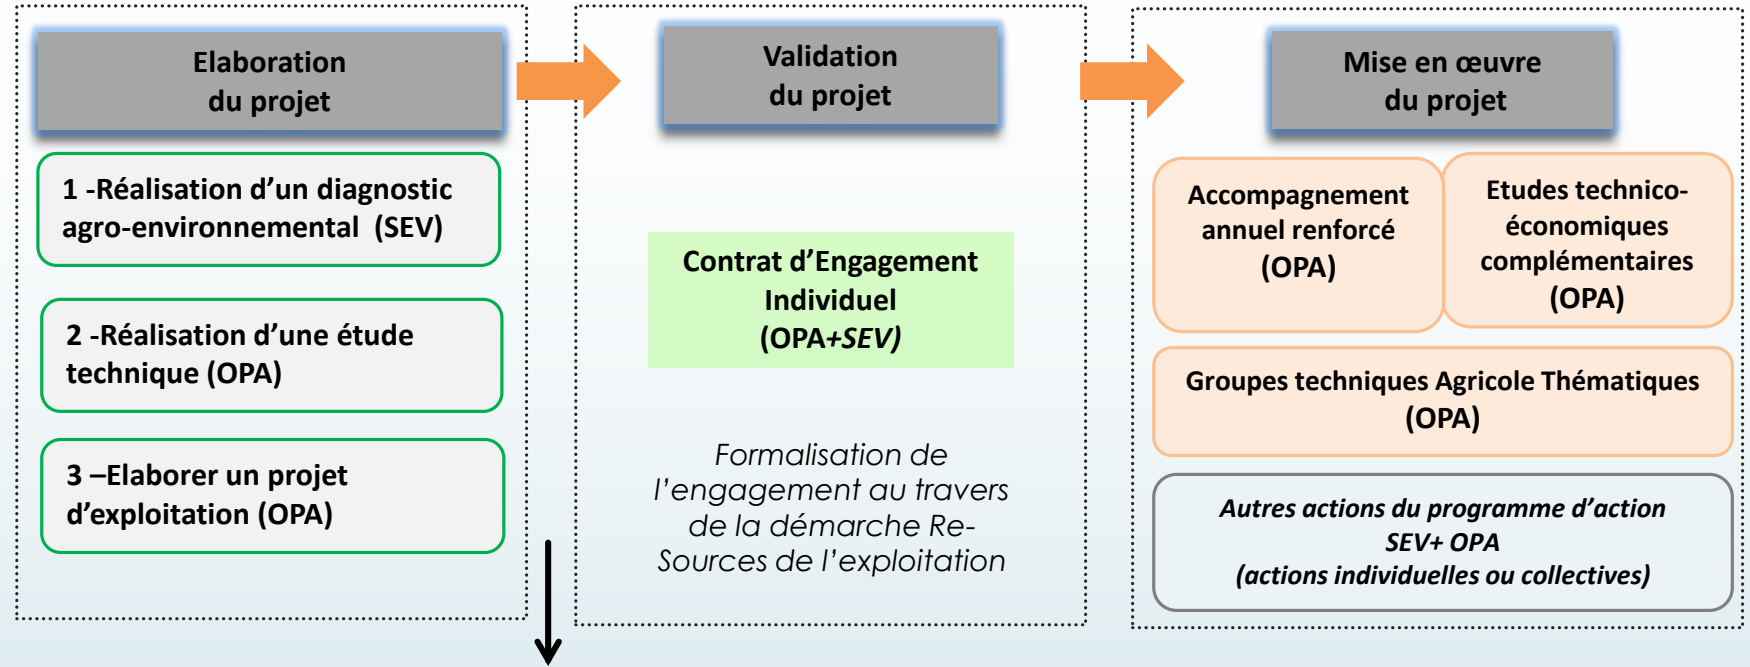 Elaboration
du projet
1 -Réalisation d’un diagnostic
agro-environnemental (SEV)
2 -Réalisation d’une étude
technique (OPA)
3 –Elaborer un projet
d’exploitation (OPA)
Validation
du projet
Contrat d’Engagement
Individuel
(OPA+SEV)
Formalisation de
l’engagement au travers
de la démarche Re-
Sources de l’exploitation
Mise en œuvre
du projet
Accompagnement
annuel renforcé
(OPA)
Etudes technico-
économiques
complémentaires
(OPA)
Groupes techniques Agricole Thématiques
(OPA)
Autres actions du programme d’action
SEV+ OPA
(actions individuelles ou collectives)